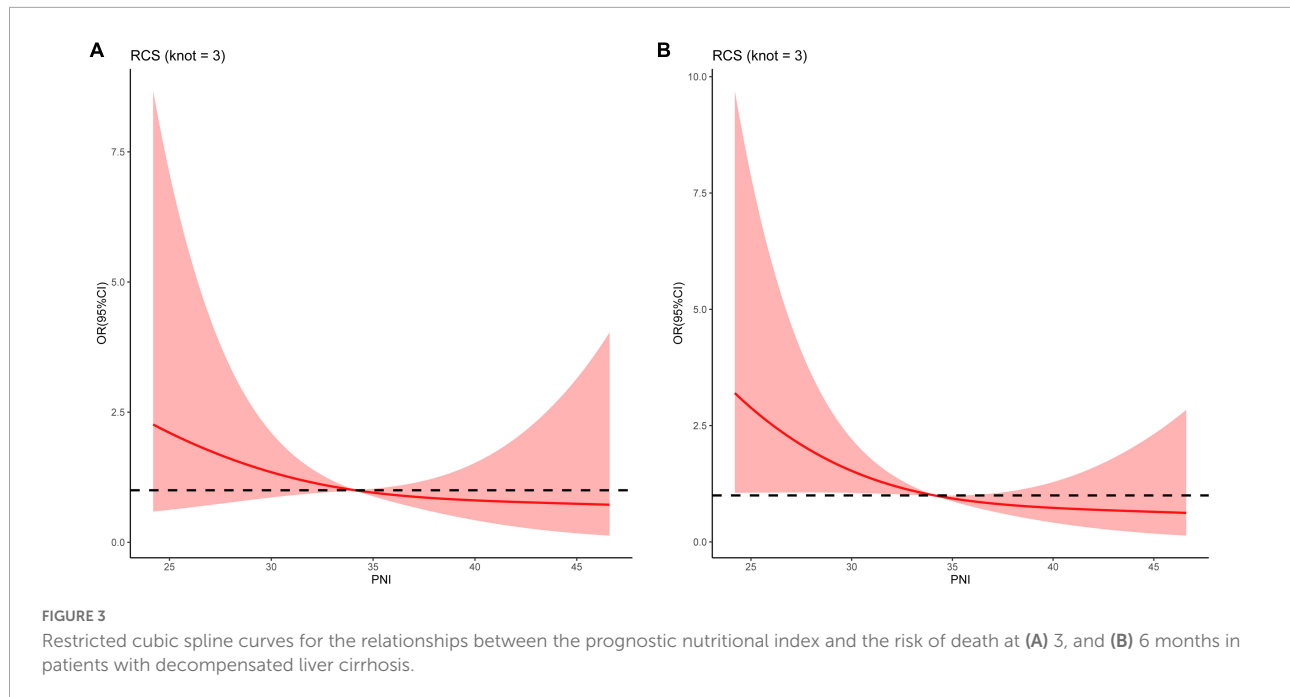 A
RCS (knot = 3)
OR(95%CI)
7.5
5.0
2.5
0.0
25 30 35 40 45
PNI
B
RCS (knot = 3)
OR(95%CI)
10.0
7.5
5.0
2.5
0.0
25 30 35 40 45
PNI
FIGURE 3
Restricted cubic spline curves for the relationships between the prognostic nutritional index and the risk of death at (A) 3, and (B) 6 months in
patients with decompensated liver cirrhosis.